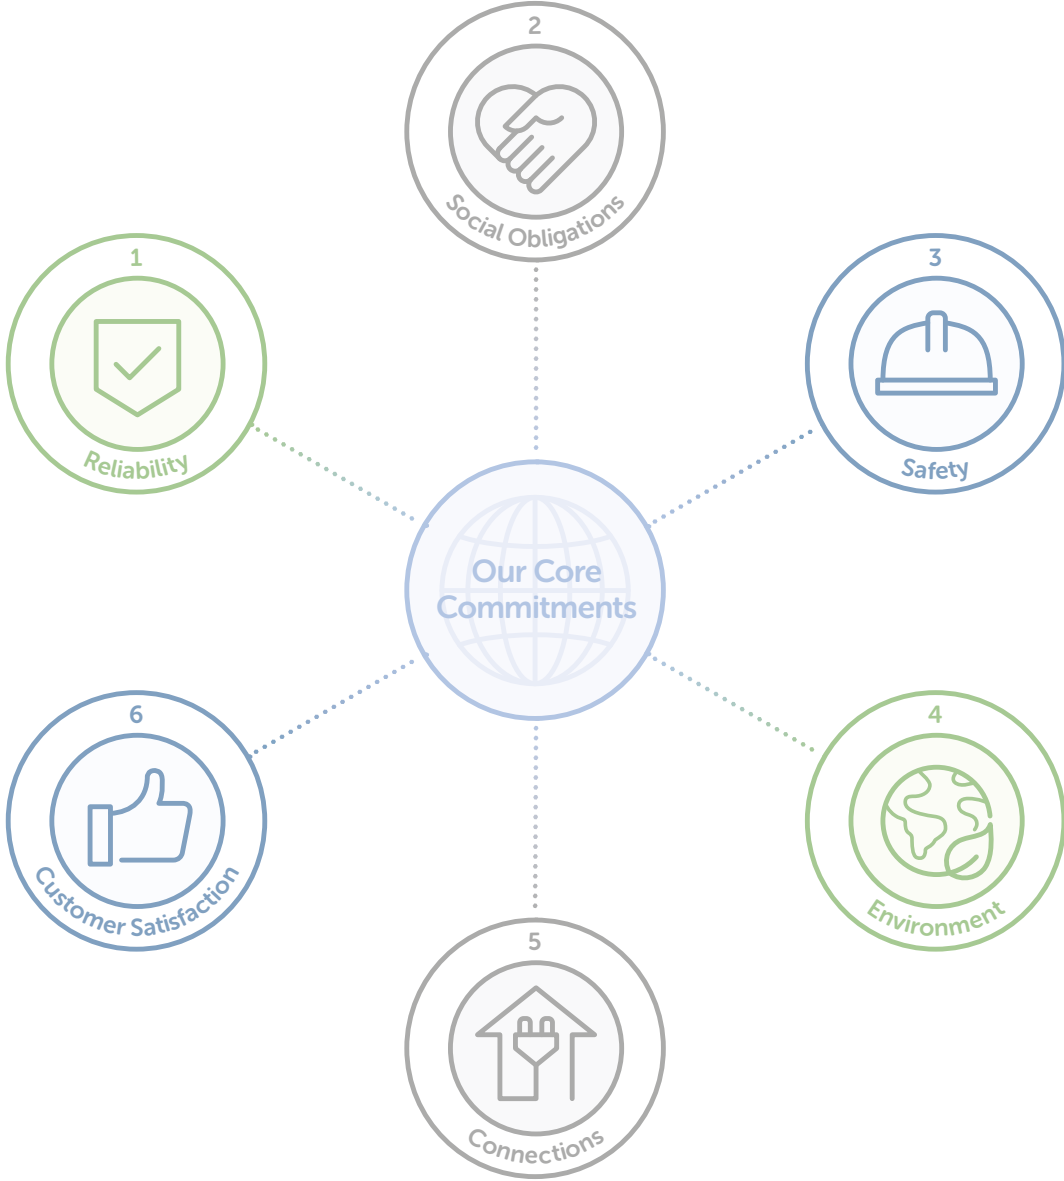 1
Reliability
2
Social Obligations
3
Safety
Our Core
Commitments
4
Environment
5
Connections
6
Customer Satisfaction